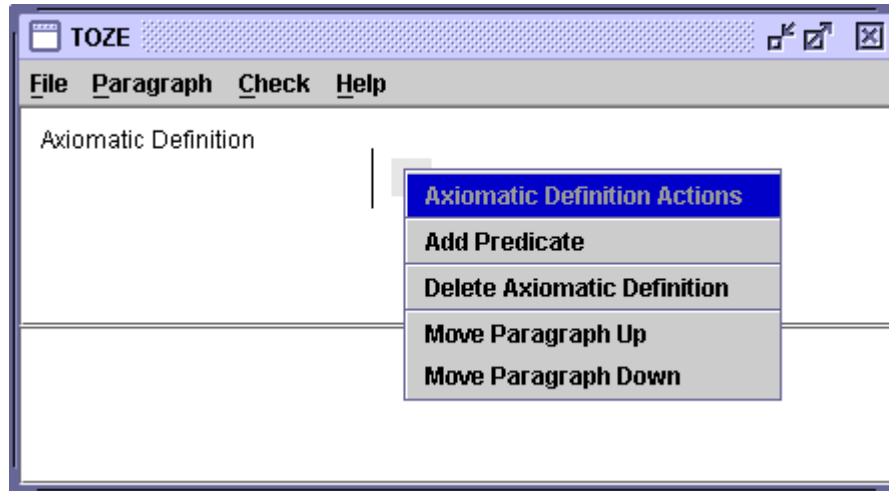 TOZE
File Paragraph Check Help
Axiomatic Definition
Axiomatic Definition Actions
Add Predicate
Delete Axiomatic Definition
Move Paragraph Up
Move Paragraph Down